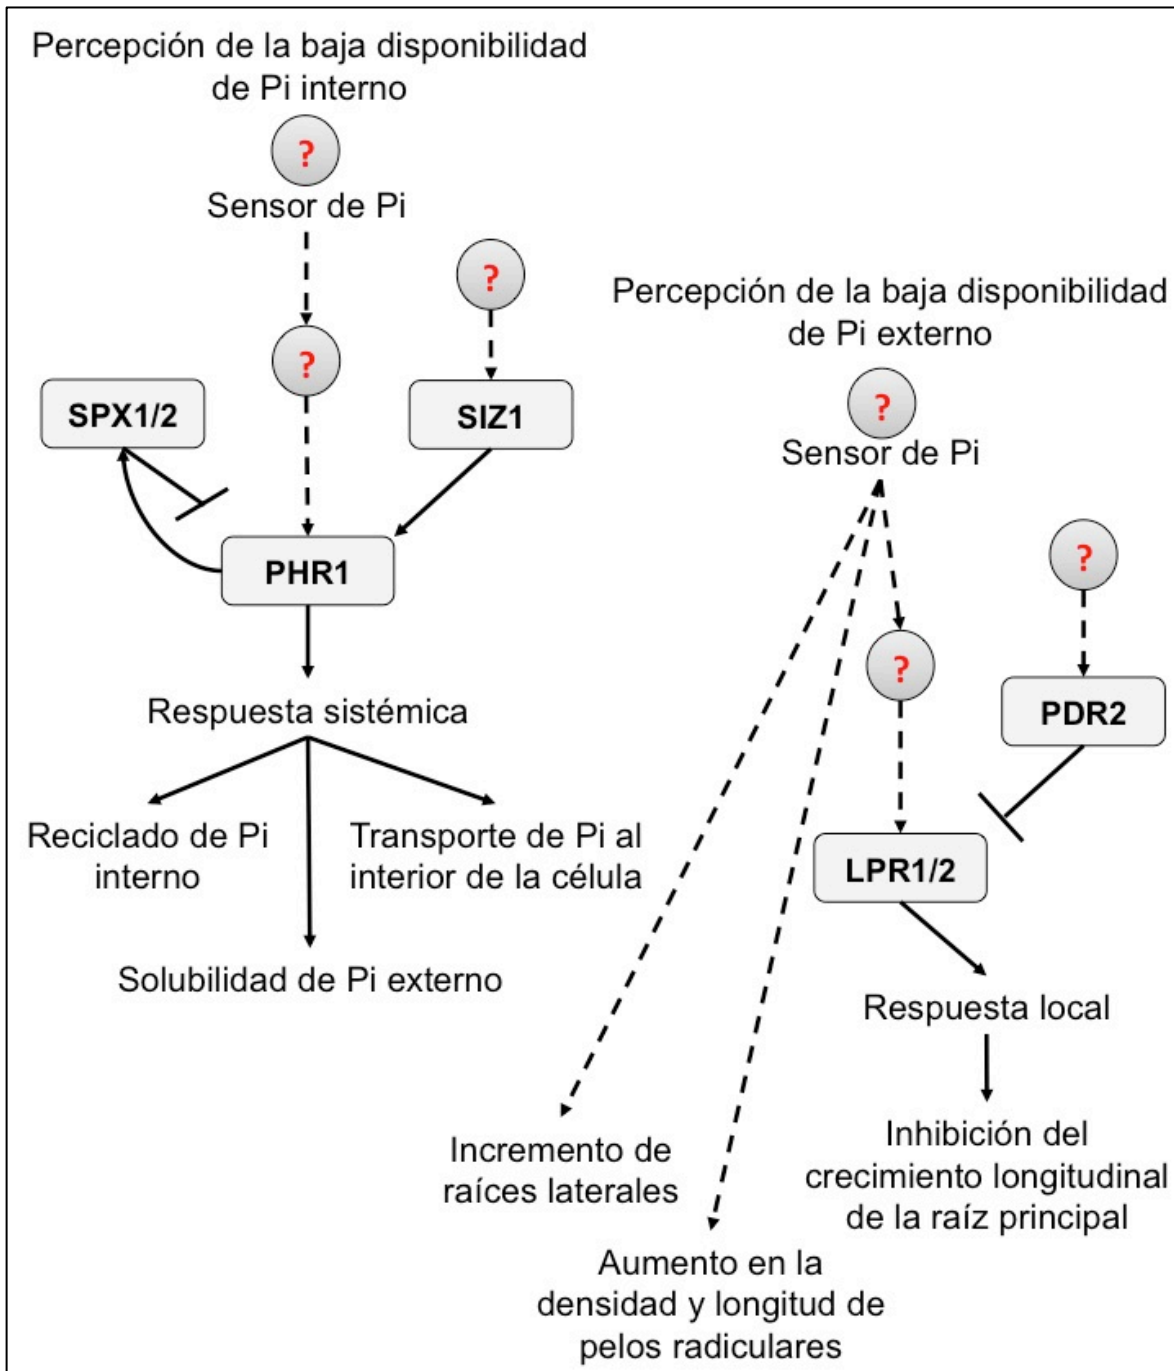 Percepción de la baja disponibilidad
de Pi interno
?
Sensor de Pi
?
?
SPX1/2
SIZ1
PHR1
Respuesta sistémica
Reciclado de Pi
interno
Transporte de Pi al
interior de la célula
Solubilidad de Pi externo
Percepción de la baja disponibilidad
de Pi externo
?
Sensor de Pi
?
?
PDR2
LPR1/2
Respuesta local
Inhibición del
crecimiento longitudinal
de la raíz principal
Incremento de
raíces laterales
Aumento en la
densidad y longitud de
pelos radiculares